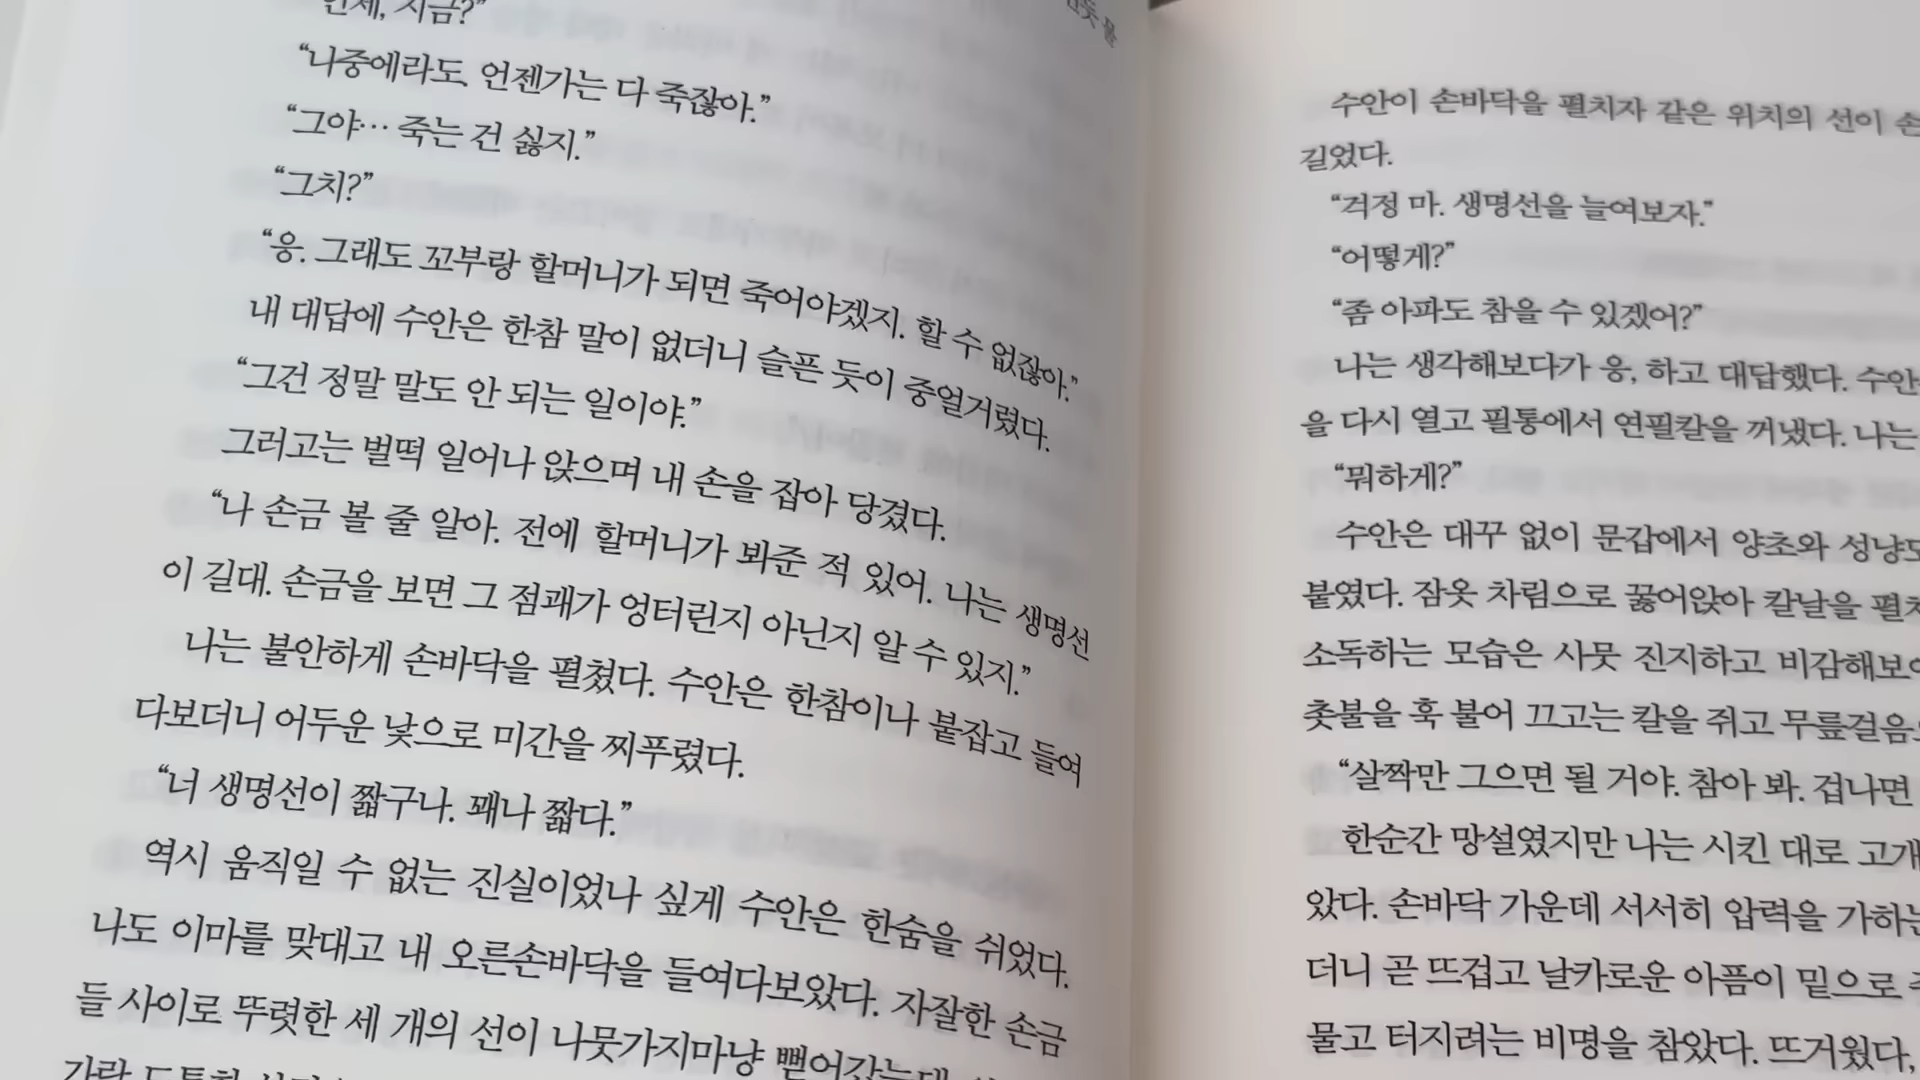 언제, 지금?”
“나중에라도. 언젠가는 다 죽잖아.”
“그야… 죽는 건 싫지.”
“그치?”
“응. 그래도 꼬부랑 할머니가 되면 죽어야겠지. 할 수 없잖아.”
내 대답에 수안은 한참 말이 없더니 슬픈 듯이 중얼거렸다.
“그건 정말 말도 안 되는 일이야.”
그러고는 벌떡 일어나 앉으며 내 손을 잡아 당겼다.
“나 손금 볼 줄 알아. 전에 할머니가 봐준 적 있어. 나는 생명선
이 길대. 손금을 보면 그 점괘가 엉터린지 아닌지 알 수 있지.”
나는 불안하게 손바닥을 펼쳤다. 수안은 한참이나 붙잡고 들여
다보더니 어두운 낯으로 미간을 찌푸렸다.
“너 생명선이 짧구나. 꽤나 짧다.”
역시 움직일 수 없는 진실이었나 싶게 수안은 한숨을 쉬었다.
나도 이마를 맞대고 내 오른손바닥을 들여다보았다. 자잘한 손금
들 사이로 뚜렷한 세 개의 선이 나뭇가지마냥 뻗어갔는데
수안이 손바닥을 펼치자 같은 위치의 선이
길었다.
“걱정 마. 생명선을 늘여보자.”
“어떻게?”
“좀 아파도 참을 수 있겠어?”
나는 생각해보다가 응, 하고 대답했다. 수안
을 다시 열고 필통에서 연필칼을 꺼냈다. 나는
“뭐하게?”
수안은 대꾸 없이 문갑에서 양초와 성냥
붙였다. 잠옷 차림으로 꿇어앉아 칼날을
소독하는 모습은 사뭇 진지하고 비감해보
촛불을 훅 불어 끄고는 칼을 쥐고 무릎걸음
“살짝만 그으면 될 거야. 참아 봐. 겁나면
한순간 망설였지만 나는 시킨 대로 고개
았다. 손바닥 가운데 서서히 압력을 가하는
더니 곧 뜨겁고 날카로운 아픔이 밑으로
물고 터지려는 비명을 참았다. 뜨거웠다,